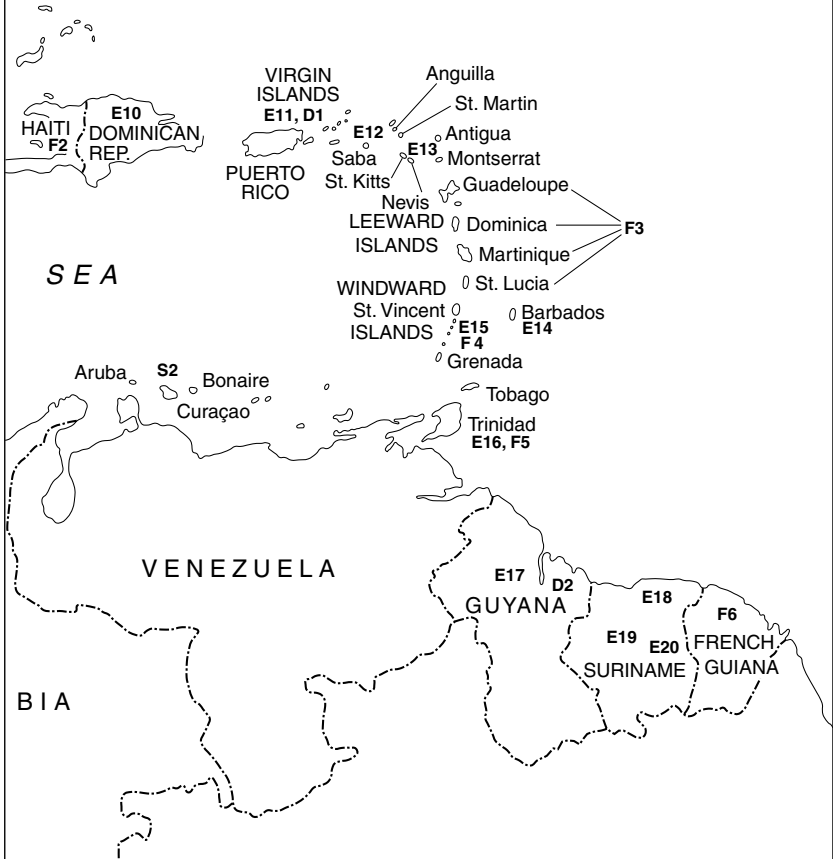 VIRGIN
ISLANDS
E11, D1
Anguilla
St. Martin
E10
HAITI
F2
DOMINICAN
REP.
E12
E13
Antigua
Saba
Montserrat
PUERTO
RICO
St. Kitts
Guadeloupe
Nevis
LEEWARD
ISLANDS
Dominica
F3
Martinique
SEA
St. Lucia
WINDWARD
St. Vincent
ISLANDS
Barbados
E14
E15
F 4
Grenada
Aruba
S2
Bonaire
Curaçao
Tobago
Trinidad
E16, F5
VENEZUELA
E17
D2
GUYANA
E18
F6
E19
E20
FRENCH
GUIANA
SURINAME
BIA